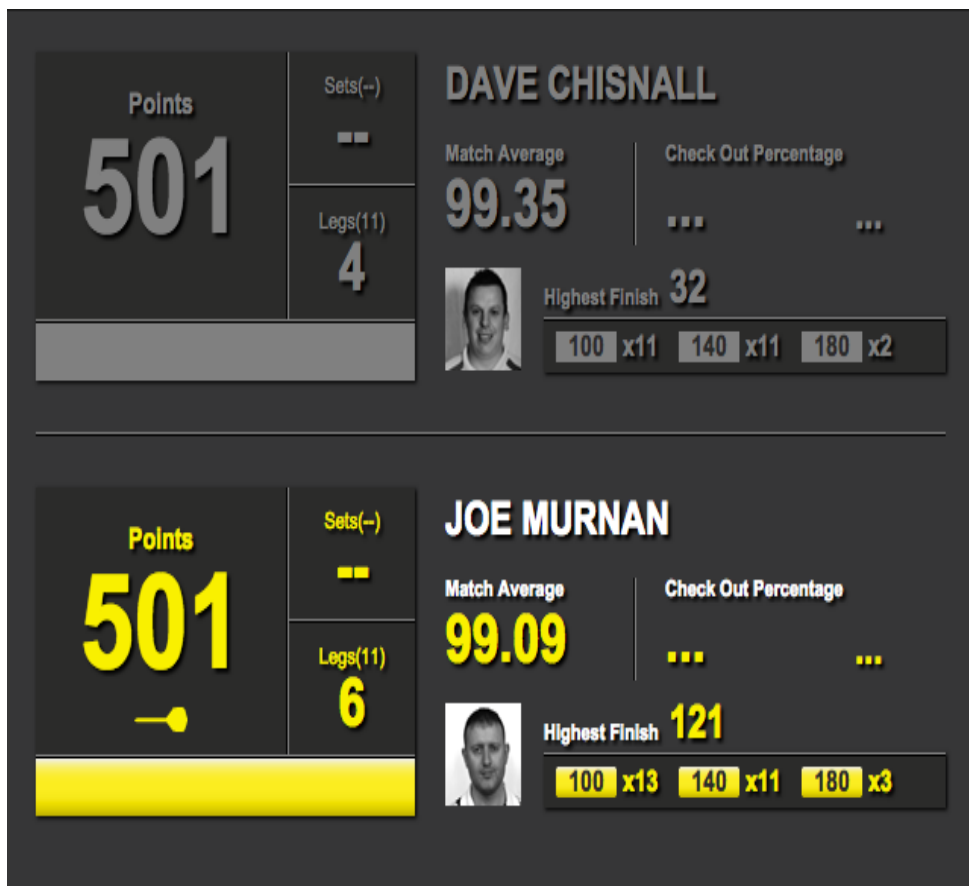 DAVE CHISNALL
Points
501
Sets(--)
--
Legs(11)
4
Match Average
99.35
Check Out Percentage
... ...
Highest Finish 32
100 x11 140 x11 180 x2
JOE MURNAN
Points
501
Sets(--)
--
Legs(11)
6
Match Average
99.09
Check Out Percentage
... ...
Highest Finish 121
100 x13 140 x11 180 x3